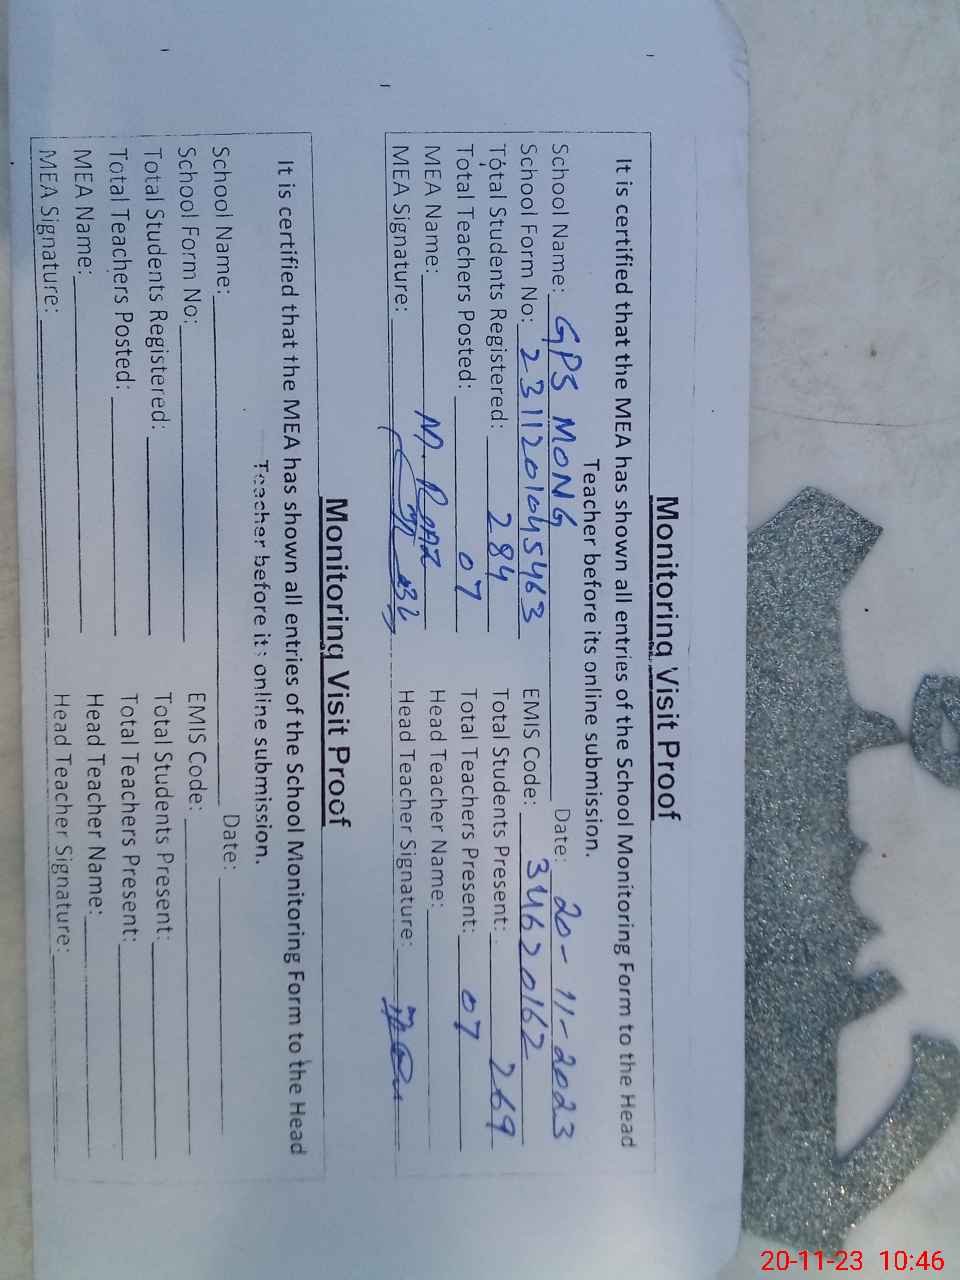 Monitoring Visit Proof
It is certified that the MEA has shown all entries of the School Monitoring Form to the Head
Teacher before its online submission.
School Name: GPS MONG Date: 20-11-2023
School Form No: 2311201045463 EMIS Code: 34620162
Total Students Registered: 284 Total Students Present: 269
Total Teachers Posted: 07 Total Teachers Present: 07
MEA Name: M. Head Teacher Name:
MEA Signature: Head Teacher Signature:
Monitoring Visit Proof
It is certified that the MEA has shown all entries of the School Monitoring Form to the Head
Teacher before its online submission.
School Name: Date:
School Form No: EMIS Code:
Total Students Registered: Total Students Present:
Total Teachers Posted: Total Teachers Present:
MEA Name: Head Teacher Name:
MEA Signature: Head Teacher Signature:
20-11-23 10:46